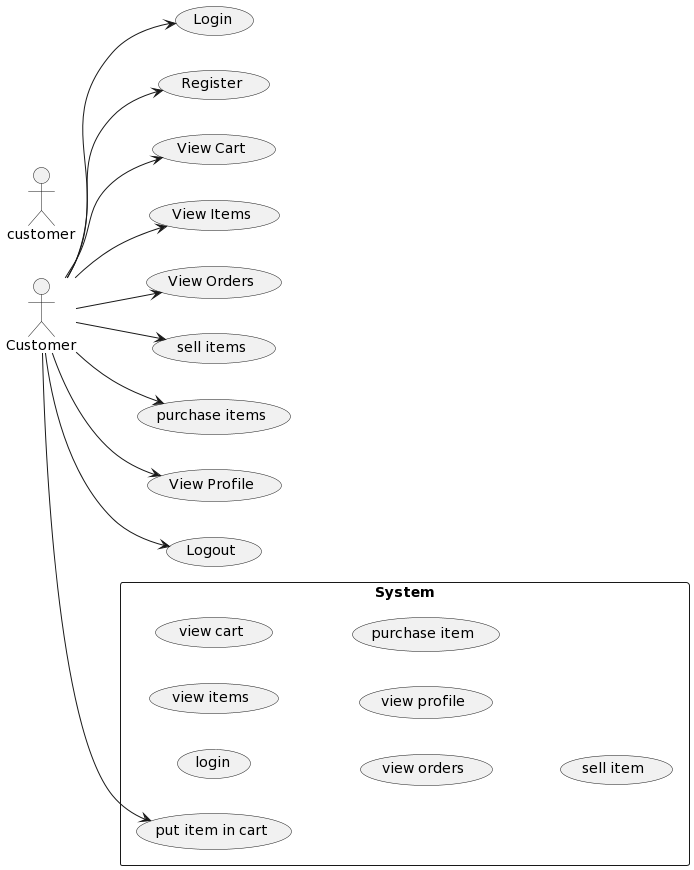 Login
Register
View Cart
View Items
customer
View Orders
Customer
sell items
purchase items
View Profile
Logout
System
view cart
purchase item
view items
view profile
login
view orders
sell item
put item in cart